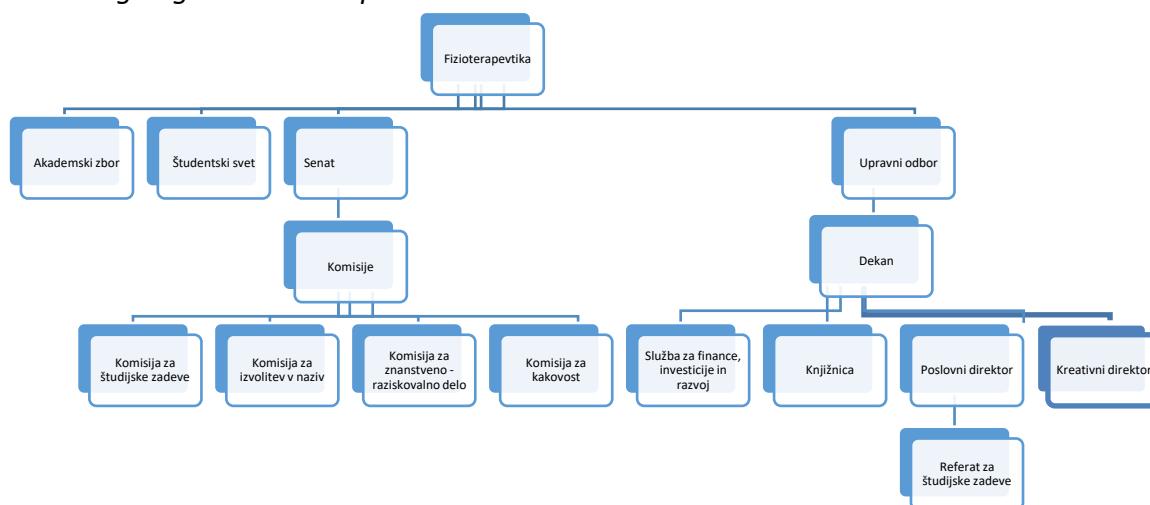 Fizioterapevtika
Akademski zbor
Študentski svet
Senat
Upravni odbor
Komisije
Dekan
Komisija za
študijske zadeve
Komisija za
izvolitev v naziv
Komisija za
znanstveno -
raziskovalno delo
Komisija za
kakovost
Služba za finance,
investicije in
razvoj
Knjižnica
Poslovni direktor
Kreativni direktor
Referat za
študijske zadeve